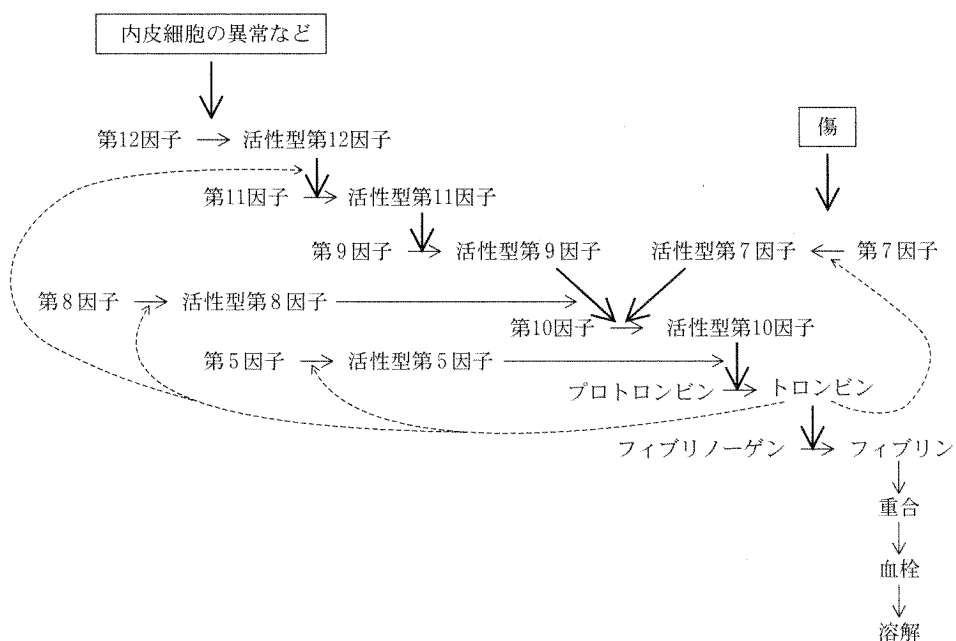 内皮細胞の異常など
第12因子 → 活性型第12因子
傷
第11因子 → 活性型第11因子
第9因子 → 活性型第9因子
活性型第7因子 ← 第7因子
第8因子 → 活性型第8因子
第10因子 → 活性型第10因子
第5因子 → 活性型第5因子
プロトロンビン → トロンビン
フィブリノーゲン → フィブリン
重合
血栓
溶解